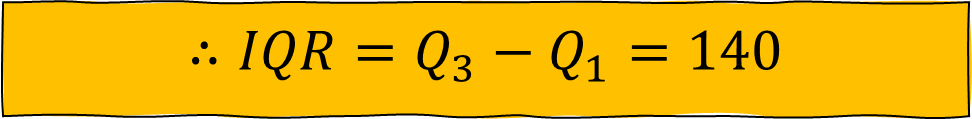 ∴ IQR = Q₃ − Q₁ = 140